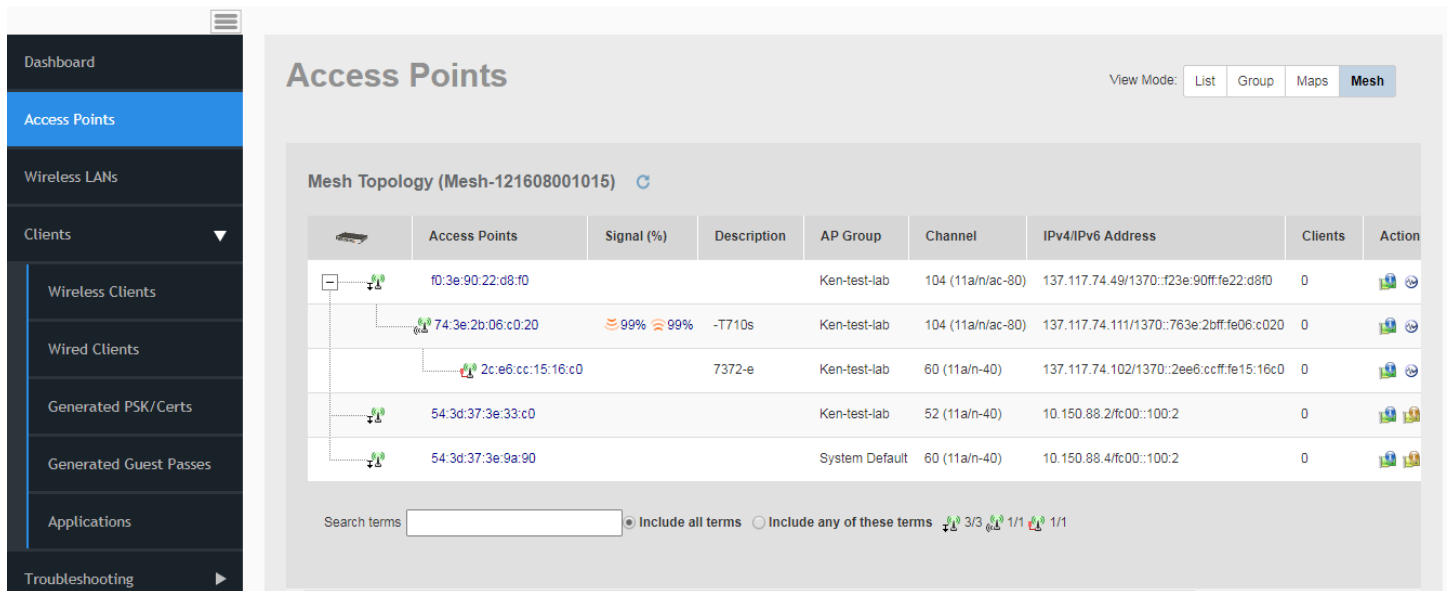 Dashboard
Access Points
Wireless LANs
Clients
Wireless Clients
Wired Clients
Generated PSK/Certs
Generated Guest Passes
Applications
Troubleshooting
Access Points
View Mode: List Group Maps Mesh
Mesh Topology (Mesh-121608001015)
Access Points Signal (%) Description AP Group Channel IPv4/IPv6 Address Clients Action
f0:3e:90:22:d8:f0 Ken-test-lab 104 (11a/n/ac-80) 137.117.74.49/1370::f23e:90ff:fe22:d8f0 0
74:3e:2b:06:c0:20 99% 99% -T710s Ken-test-lab 104 (11a/n/ac-80) 137.117.74.111/1370::763e:2bff:fe06:c020 0
2c:e6:cc:15:16:c0 7372-e Ken-test-lab 60 (11a/n-40) 137.117.74.102/1370::2ee6:ccff:fe15:16c0 0
54:3d:37:3e:33:c0 Ken-test-lab 52 (11a/n-40) 10.150.88.2/fc00::100:2 0
54:3d:37:3e:9a:90 System Default 60 (11a/n-40) 10.150.88.4/fc00::100:2 0
Search terms Include all terms Include any of these terms 3/3 1/1 1/1